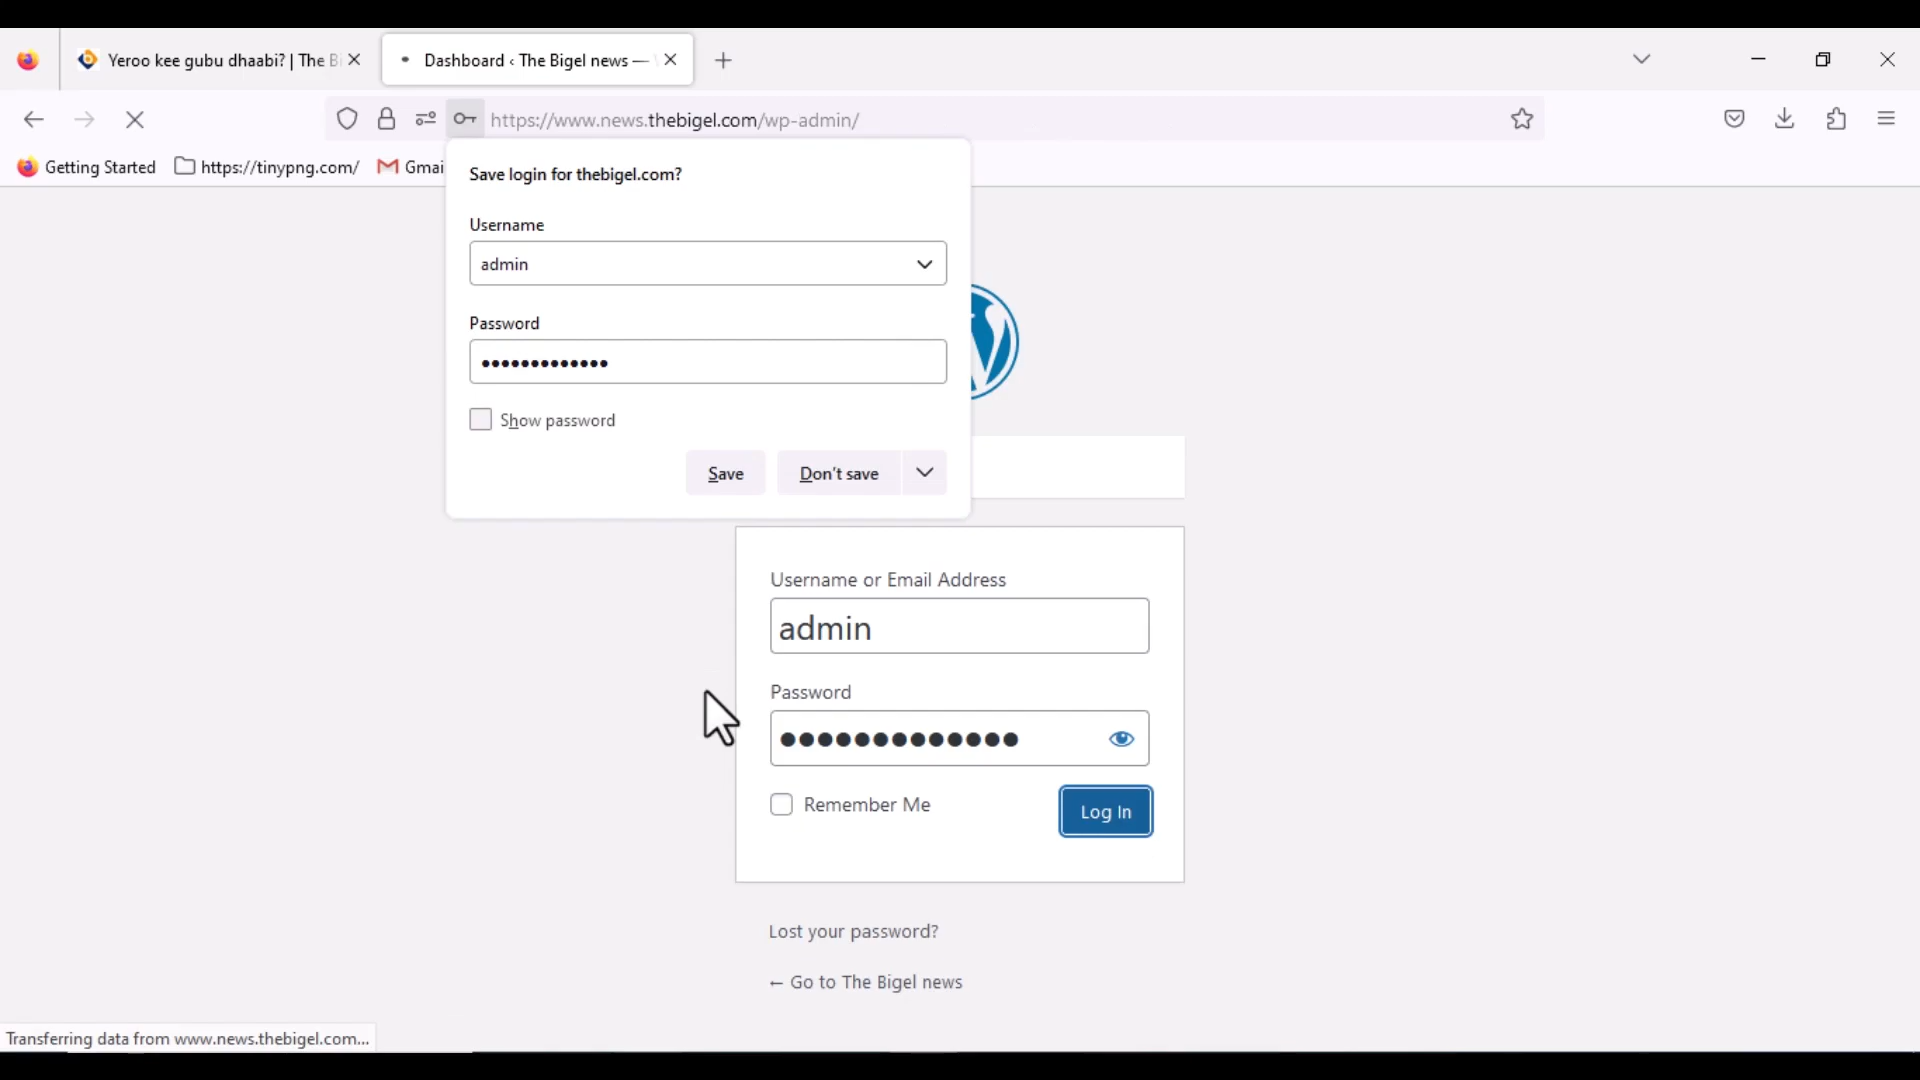 Yeroo kee gubu dhaabi? | The B
Dashboard ‹ The Bigel news —
https://www.news.thebigel.com/wp-admin/
Getting Started
https://tinypng.com/
Gmai
Save login for thebigel.com?
Username
admin
Password
•••••••••••••
Show password
Save
Don't save
Username or Email Address
admin
Password
●●●●●●●●●●●●●
Remember Me
Log In
Lost your password?
← Go to The Bigel news
Transferring data from www.news.thebigel.com...